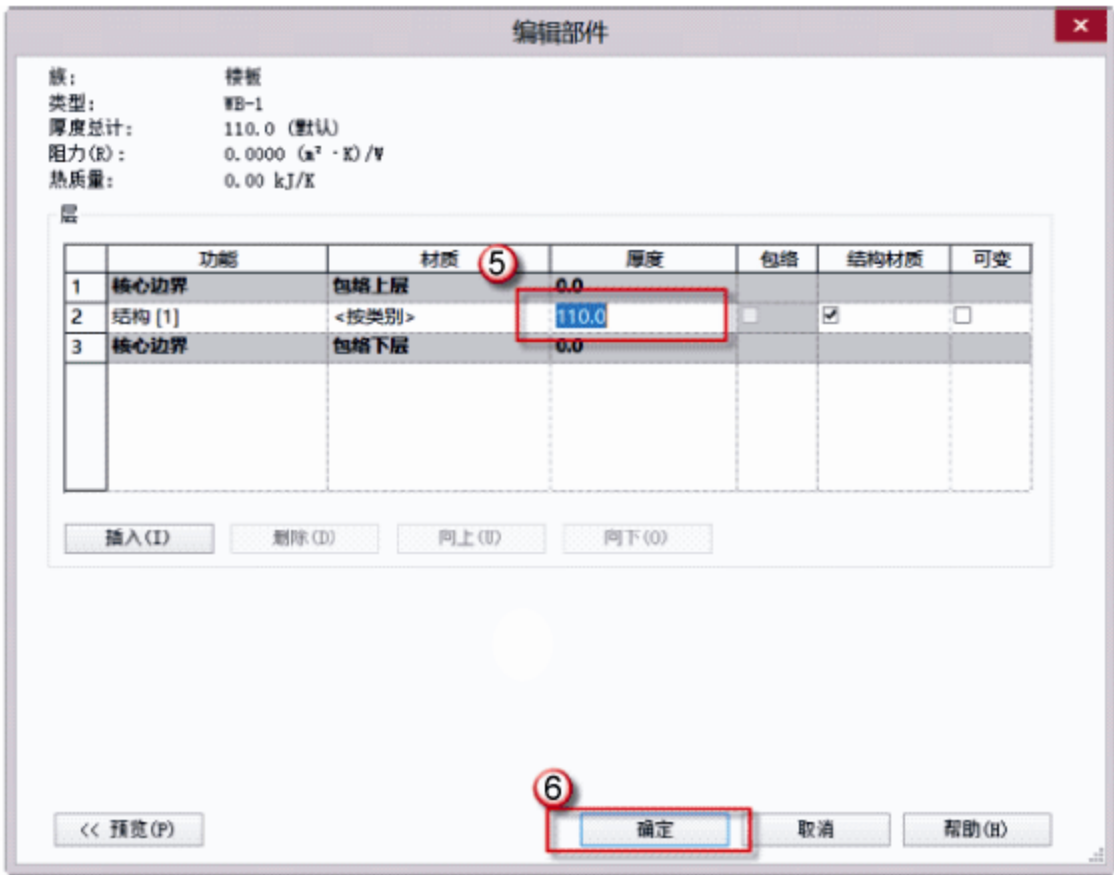 编辑部件
族: 楼板
类型: WB-1
厚度总计: 110.0 (默认)
阻力(R): 0.0000 (m²·K)/W
热质量: 0.00 kJ/K
层
功能 材质 厚度 包络 结构材质 可变
⑤
1 核心边界 包络上层 0.0
2 结构 [1] <按类别> 110.0
3 核心边界 包络下层 0.0
插入(I) 删除(D) 向上(U) 向下(O)
⑥
<< 预览(P) 确定 取消 帮助(H)